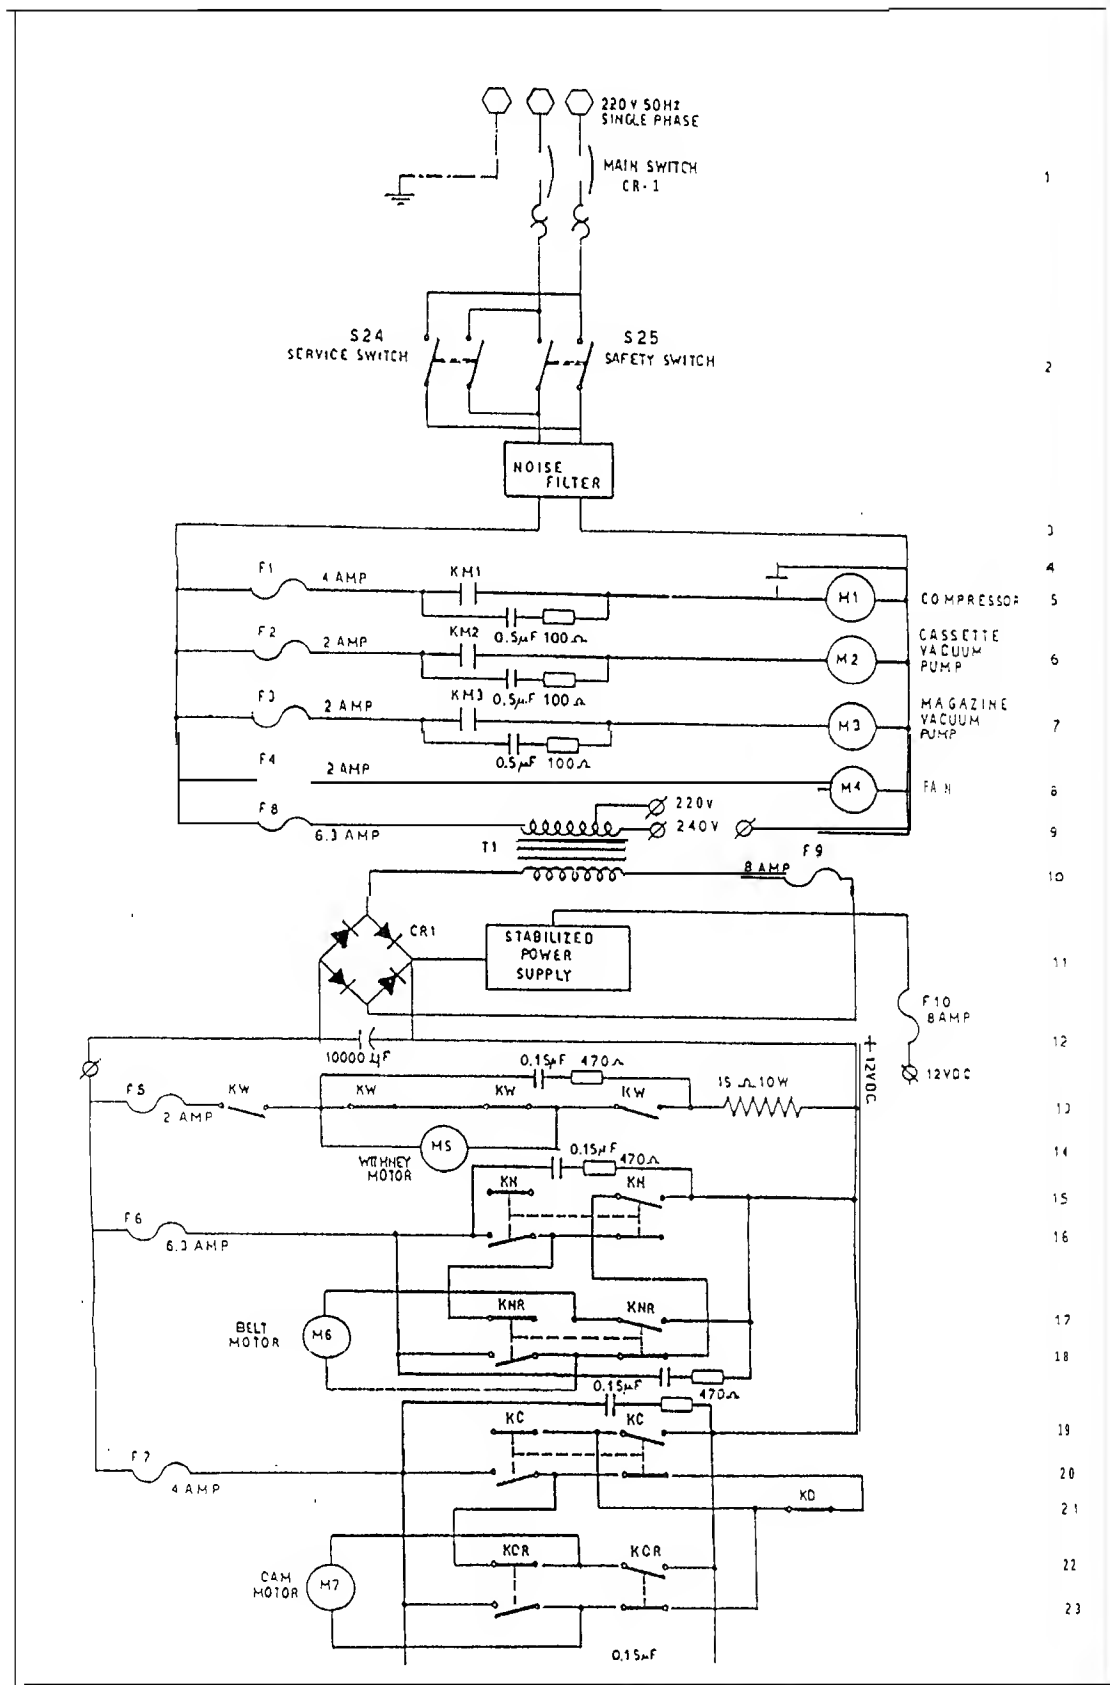 220V 50HZ
SINGLE PHASE
MAIN SWITCH
CR-1
1
S24
SERVICE SWITCH
S25
SAFETY SWITCH
2
NOISE
FILTER
3
4
F1
4 AMP
KM1
0.5µF 100Ω
M1
COMPRESSOR
5
F2
2 AMP
KM2
0.5µF 100Ω
M2
CASSETTE
VACUUM
PUMP
6
F3
2 AMP
KM3
0.5µF
100Ω
M3
MAGAZINE
VACUUM
PUMP
7
F4
2 AMP
M4
FAN
8
F8
6.3 AMP
220V
240V
9
T1
F9
8 AMP
10
CR1
STABILIZED
POWER
SUPPLY
11
F10
8AMP
10000 µF
+ 12VDC
12
12VDC
0.15µF 470Ω
15 Ω 10W
F5
2 AMP
KW
KW
KW
KW
13
M5
WITHNEY
MOTOR
14
0.15µF
470Ω
KN
KN
15
F6
6.3 AMP
16
KNR
KNR
17
BELT
MOTOR
M6
18
0.15µF
470Ω
KC
KC
19
F7
4 AMP
20
KD
21
KCR
KCR
22
CAM
MOTOR
M7
23
0.15µF